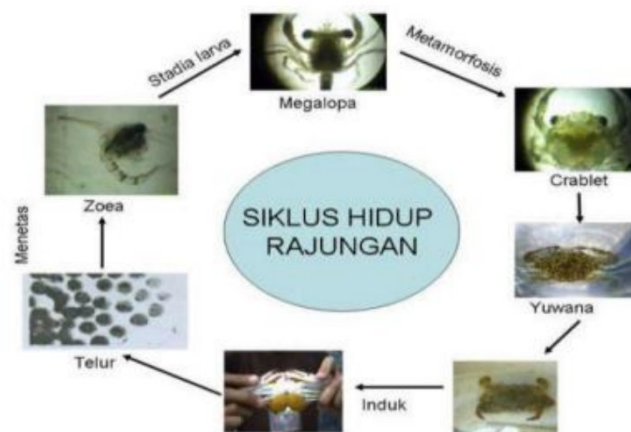 Stadia larva
Metamorfosis
Megalopa
Crablet
Zoea
Menetas
SIKLUS HIDUP
RAJUNGAN
Yuwana
Telur
Induk